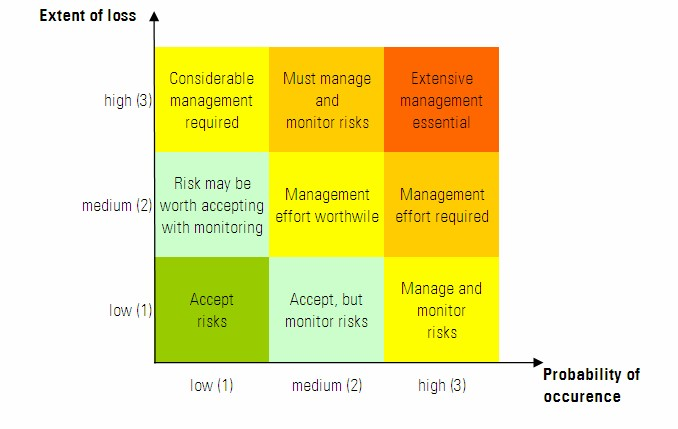 Extent of loss
high (3)
Considerable
management
required
Must manage
and
monitor risks
Extensive
management
essential
medium (2)
Risk may be
worth accepting
with monitoring
Management
effort worthwile
Management
effort required
low (1)
Accept
risks
Accept, but
monitor risks
Manage and
monitor
risks
low (1)
medium (2)
high (3)
Probability of
occurence